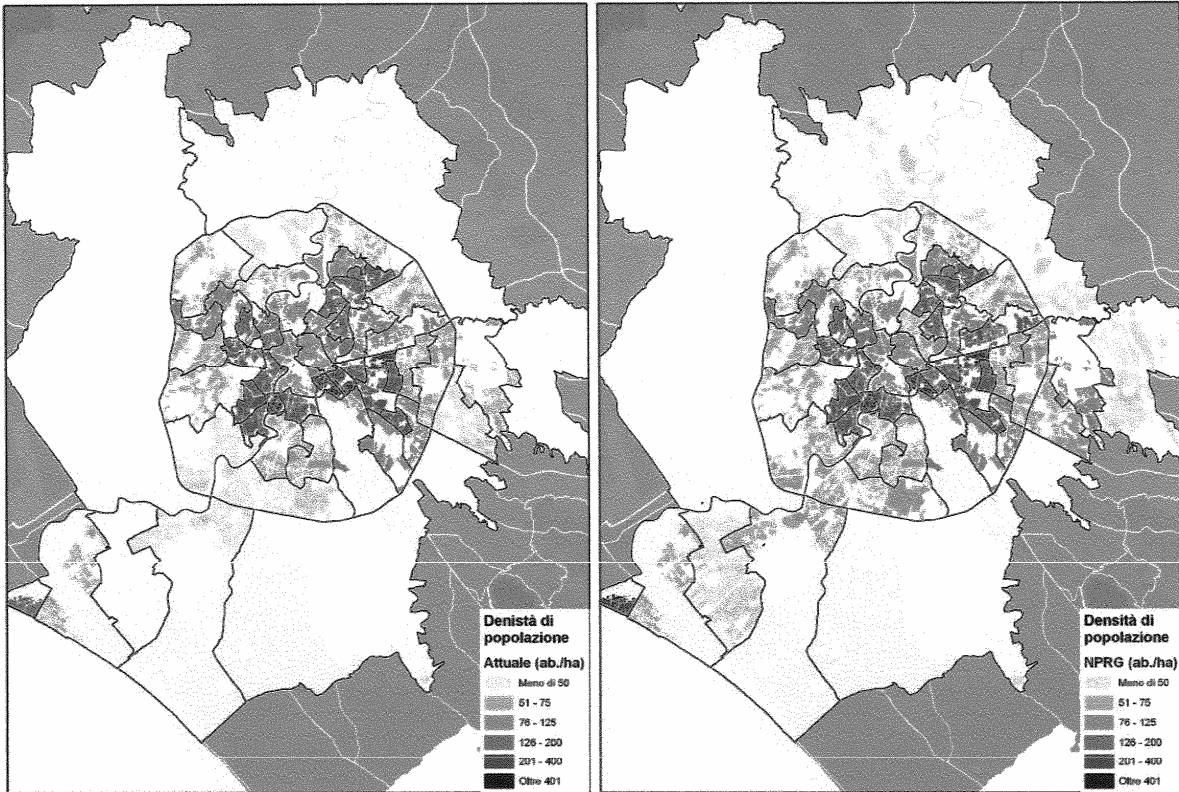 Denistà di
popolazione
Attuale (ab./ha)
Meno di 50
51 - 75
76 - 125
126 - 200
201 - 400
Oltre 401
Densità di
popolazione
NPRG (ab./ha)
Meno di 50
51 - 75
76 - 125
126 - 200
201 - 400
Oltre 401